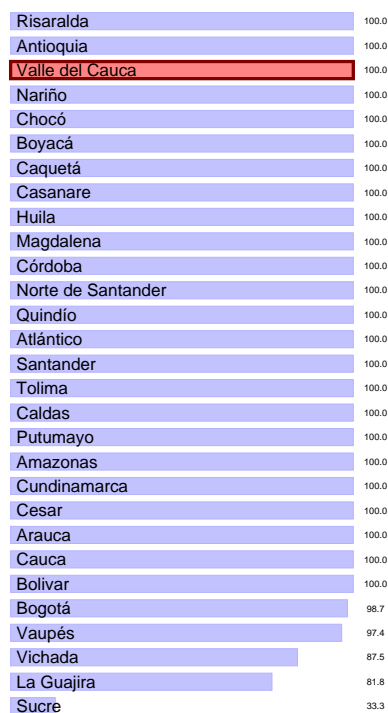 Risaralda 100.0
Antioquia 100.0
Valle del Cauca 100.0
Nariño 100.0
Chocó 100.0
Boyacá 100.0
Caquetá 100.0
Casanare 100.0
Huila 100.0
Magdalena 100.0
Córdoba 100.0
Norte de Santander 100.0
Quindío 100.0
Atlántico 100.0
Santander 100.0
Tolima 100.0
Caldas 100.0
Putumayo 100.0
Amazonas 100.0
Cundinamarca 100.0
Cesar 100.0
Arauca 100.0
Cauca 100.0
Bolivar 100.0
Bogotá 98.7
Vaupés 97.4
Vichada 87.5
La Guajira 81.8
Sucre 33.3